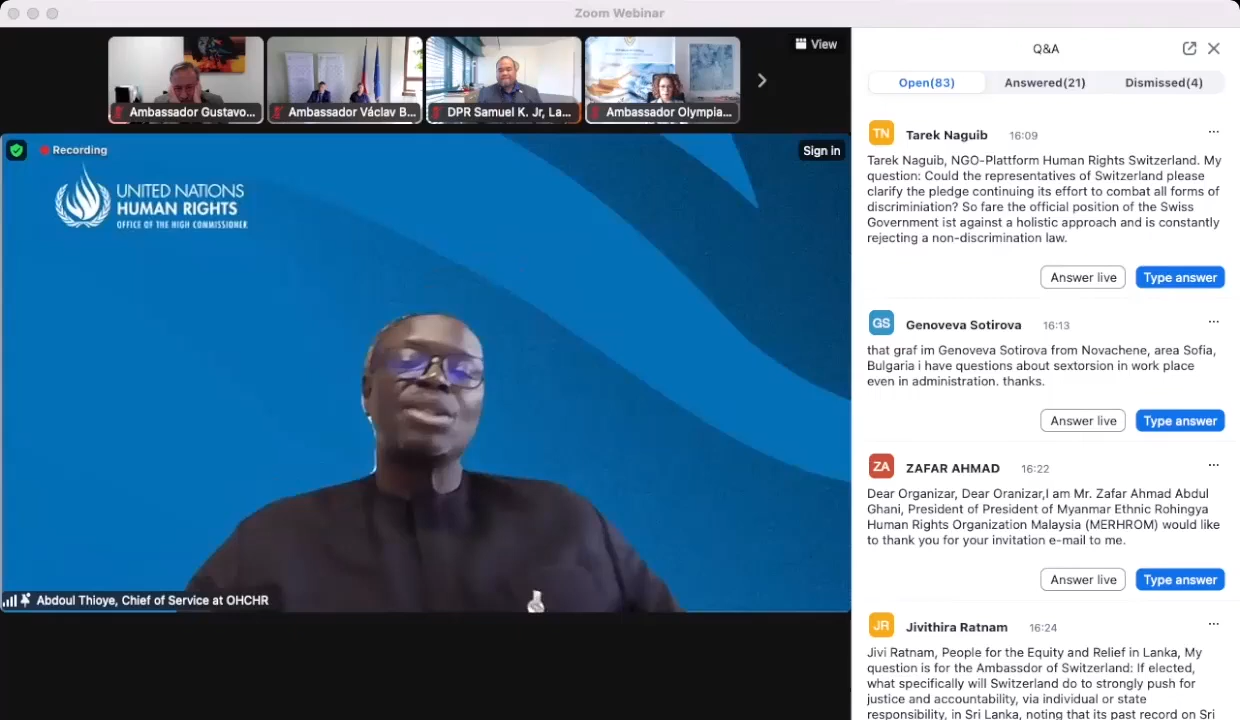 Zoom Webinar
Ambassador Gustavo...
Ambassador Václav B...
DPR Samuel K. Jr, La...
Ambassador Olympia...
View
Recording
Sign in
UNITED NATIONS
HUMAN RIGHTS
OFFICE OF THE HIGH COMMISSIONER
Abdoul Thioye, Chief of Service at OHCHR
Q&A
Open(83)
Answered(21)
Dismissed(4)
TN
Tarek Naguib 16:09
Tarek Naguib, NGO-Plattform Human Rights Switzerland. My
question: Could the representatives of Switzerland please
clarify the pledge continuing its effort to combat all forms of
discriminiation? So fare the official position of the Swiss
Government ist against a holistic approach and is constantly
rejecting a non-discrimination law.
Answer live
Type answer
GS
Genoveva Sotirova 16:13
that graf im Genoveva Sotirova from Novachene, area Sofia,
Bulgaria i have questions about sextorsion in work place
even in administration. thanks.
Answer live
Type answer
ZA
ZAFAR AHMAD 16:22
Dear Organizar, Dear Oranizar,I am Mr. Zafar Ahmad Abdul
Ghani, President of President of Myanmar Ethnic Rohingya
Human Rights Organization Malaysia (MERHROM) would like
to thank you for your invitation e-mail to me.
Answer live
Type answer
JR
Jivithira Ratnam 16:24
Jivi Ratnam, People for the Equity and Relief in Lanka, My
question is for the Ambassdor of Switzerland: If elected,
what specifically will Switzerland do to strongly push for
justice and accountability, via individual or state
responsibility, in Sri Lanka, noting that its past record on Sri